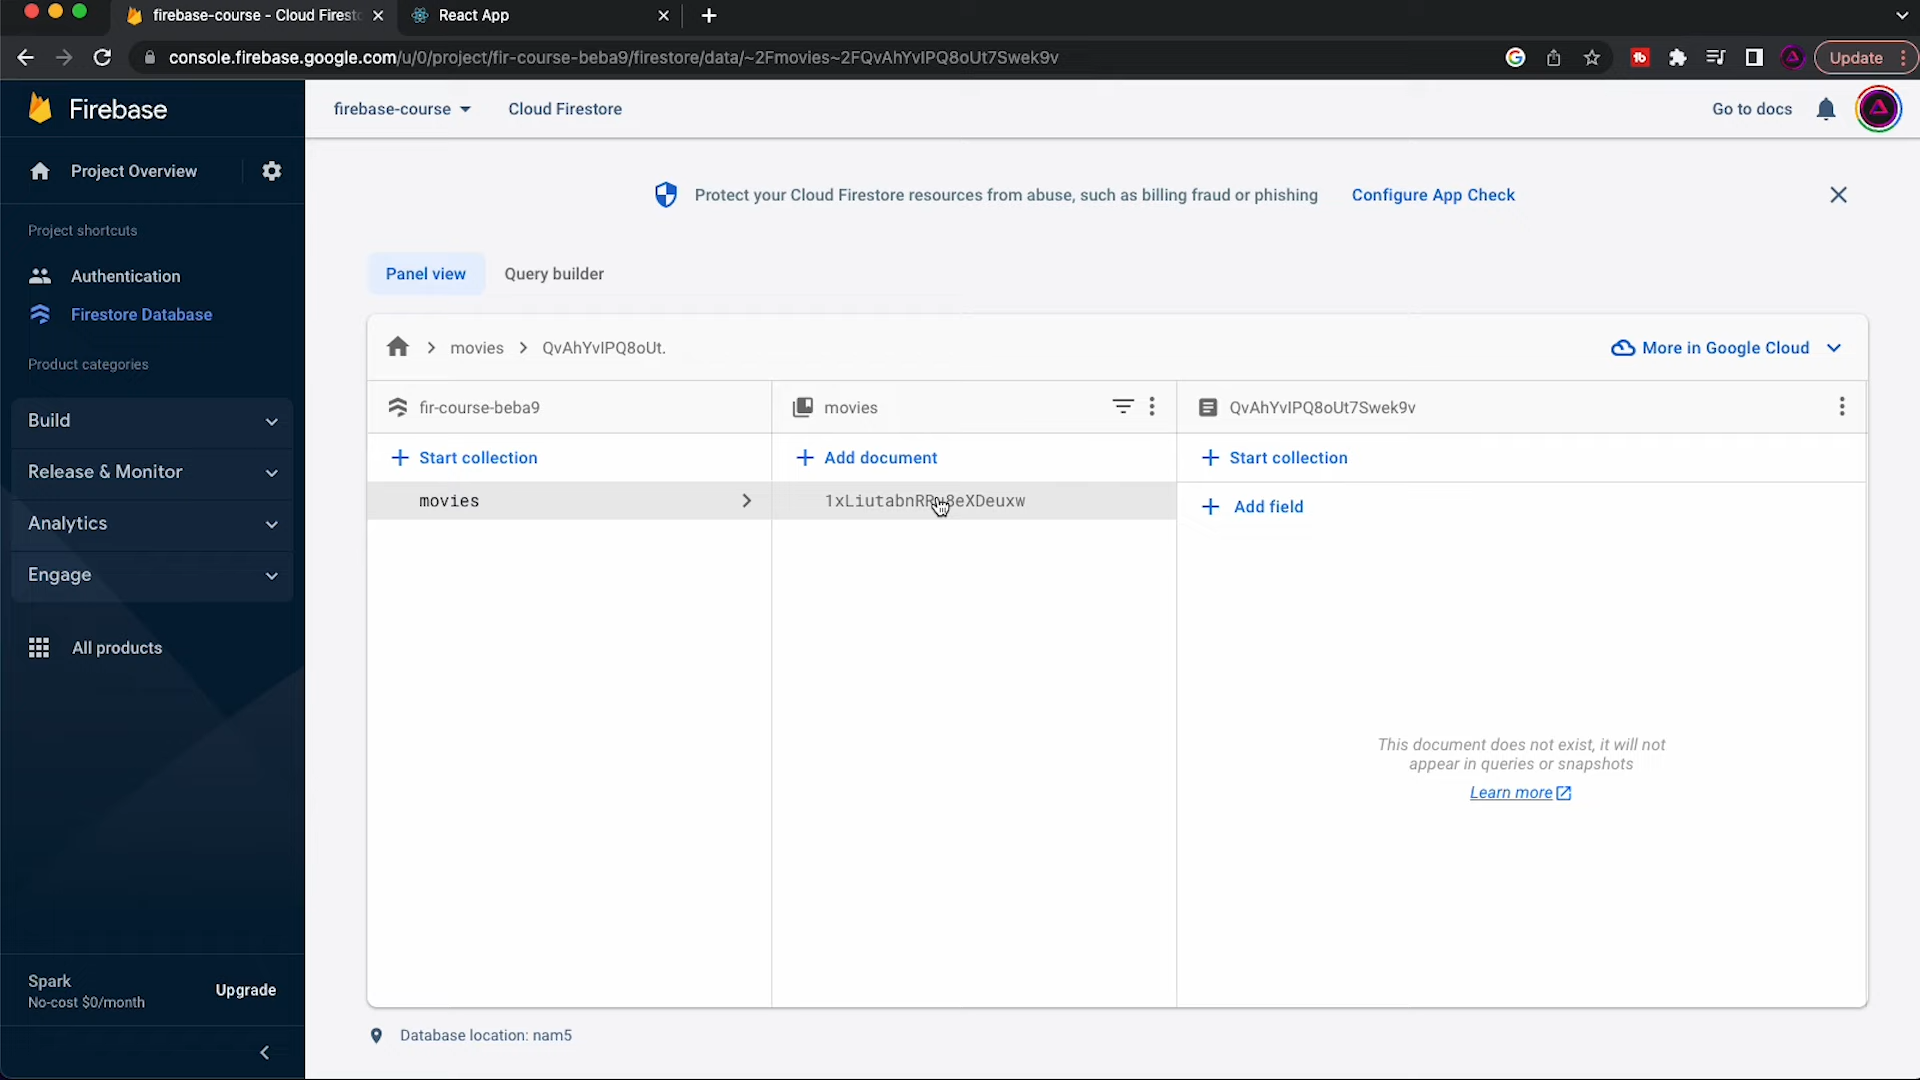 firebase-course - Cloud Firesto
React App
console.firebase.google.com/u/0/project/fir-course-beba9/firestore/data/~2Fmovies~2FQvAhYvIPQ8oUt7Swek9v
Update
Firebase
firebase-course
Cloud Firestore
Go to docs
Project Overview
Protect your Cloud Firestore resources from abuse, such as billing fraud or phishing
Configure App Check
Project shortcuts
Authentication
Firestore Database
Product categories
Build
Release & Monitor
Analytics
Engage
All products
Panel view
Query builder
movies
QvAhYvIPQ8oUt.
More in Google Cloud
fir-course-beba9
movies
QvAhYvIPQ8oUt7Swek9v
Start collection
Add document
Start collection
movies
Add field
This document does not exist, it will not
appear in queries or snapshots
Learn more
Spark
No-cost $0/month
Upgrade
Database location: nam5